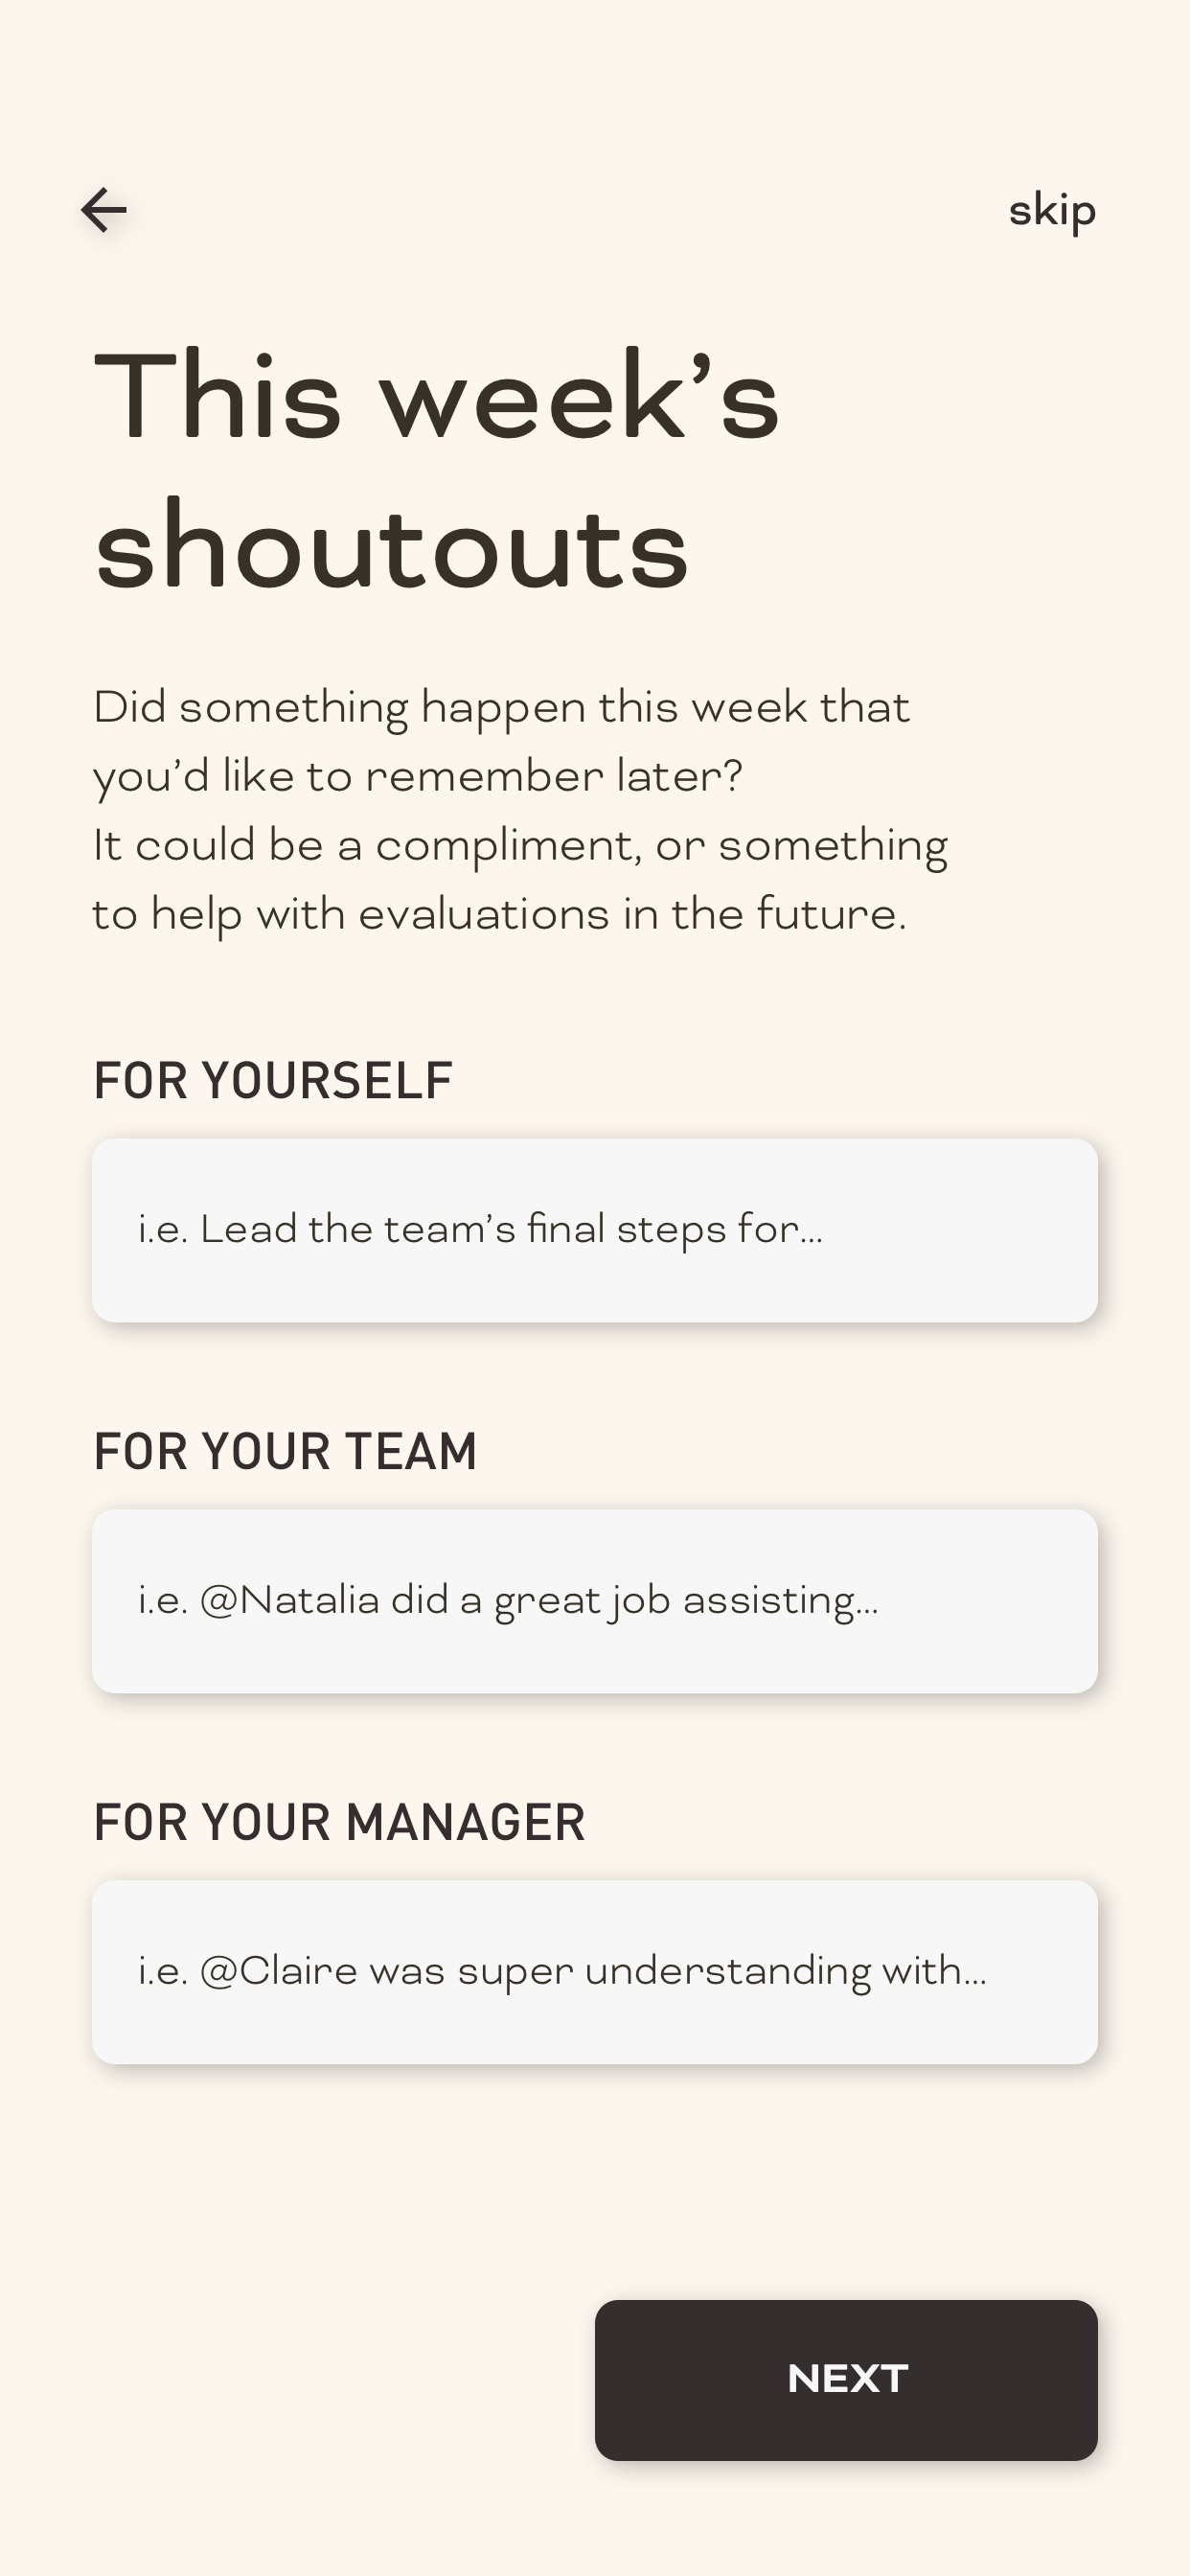 skip
This week’s
shoutouts
Did something happen this week that
you’d like to remember later?
It could be a compliment, or something
to help with evaluations in the future.
FOR YOURSELF
i.e. Lead the team’s final steps for...
FOR YOUR TEAM
i.e. @Natalia did a great job assisting...
FOR YOUR MANAGER
i.e. @Claire was super understanding with...
NEXT